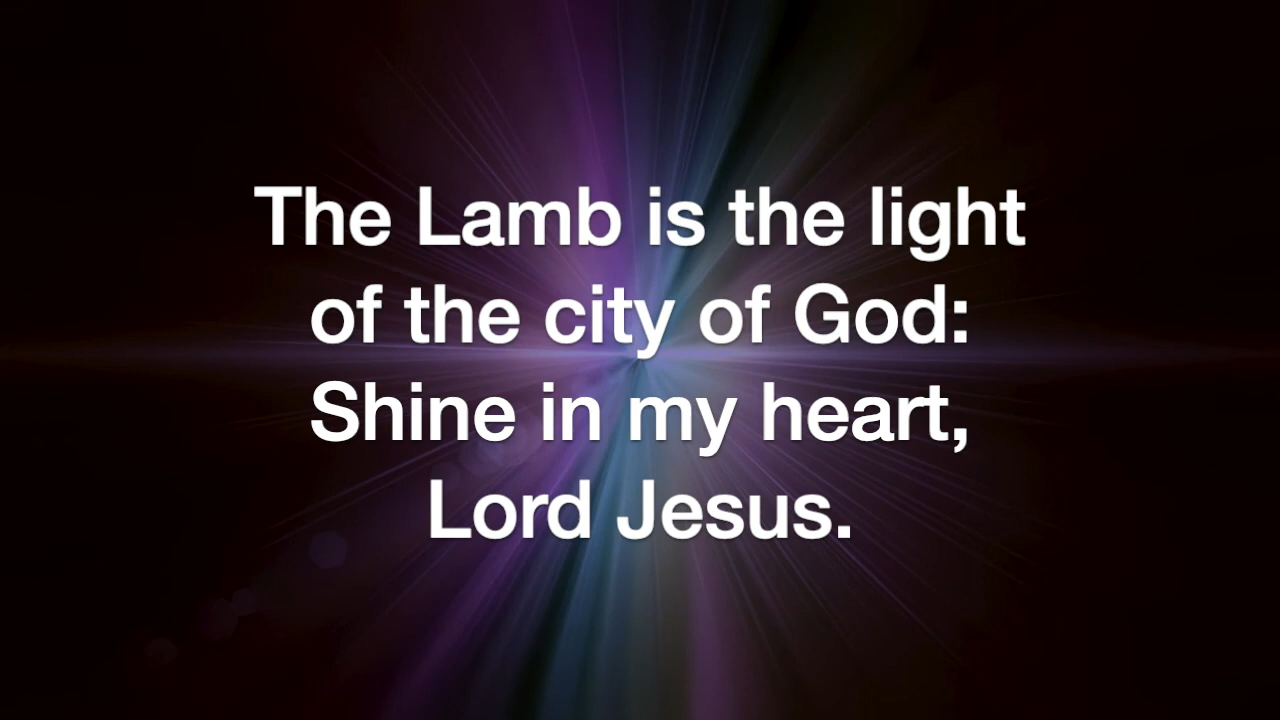 The Lamb is the light
of the city of God:
Shine in my heart,
Lord Jesus.